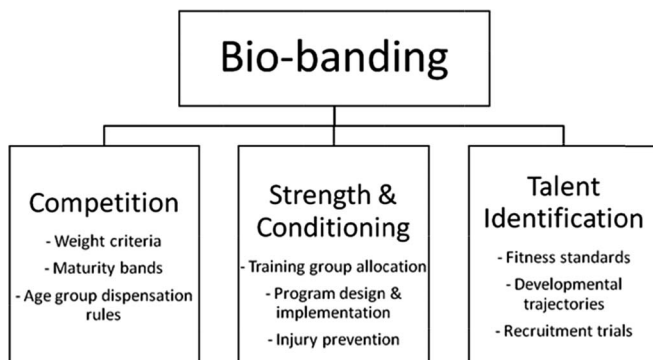 Bio-banding
Competition
- Weight criteria
- Maturity bands
- Age group dispensation
rules
Strength &
Conditioning
- Training group allocation
- Program design &
implementation
- Injury prevention
Talent
Identification
- Fitness standards
- Developmental
trajectories
- Recruitment trials